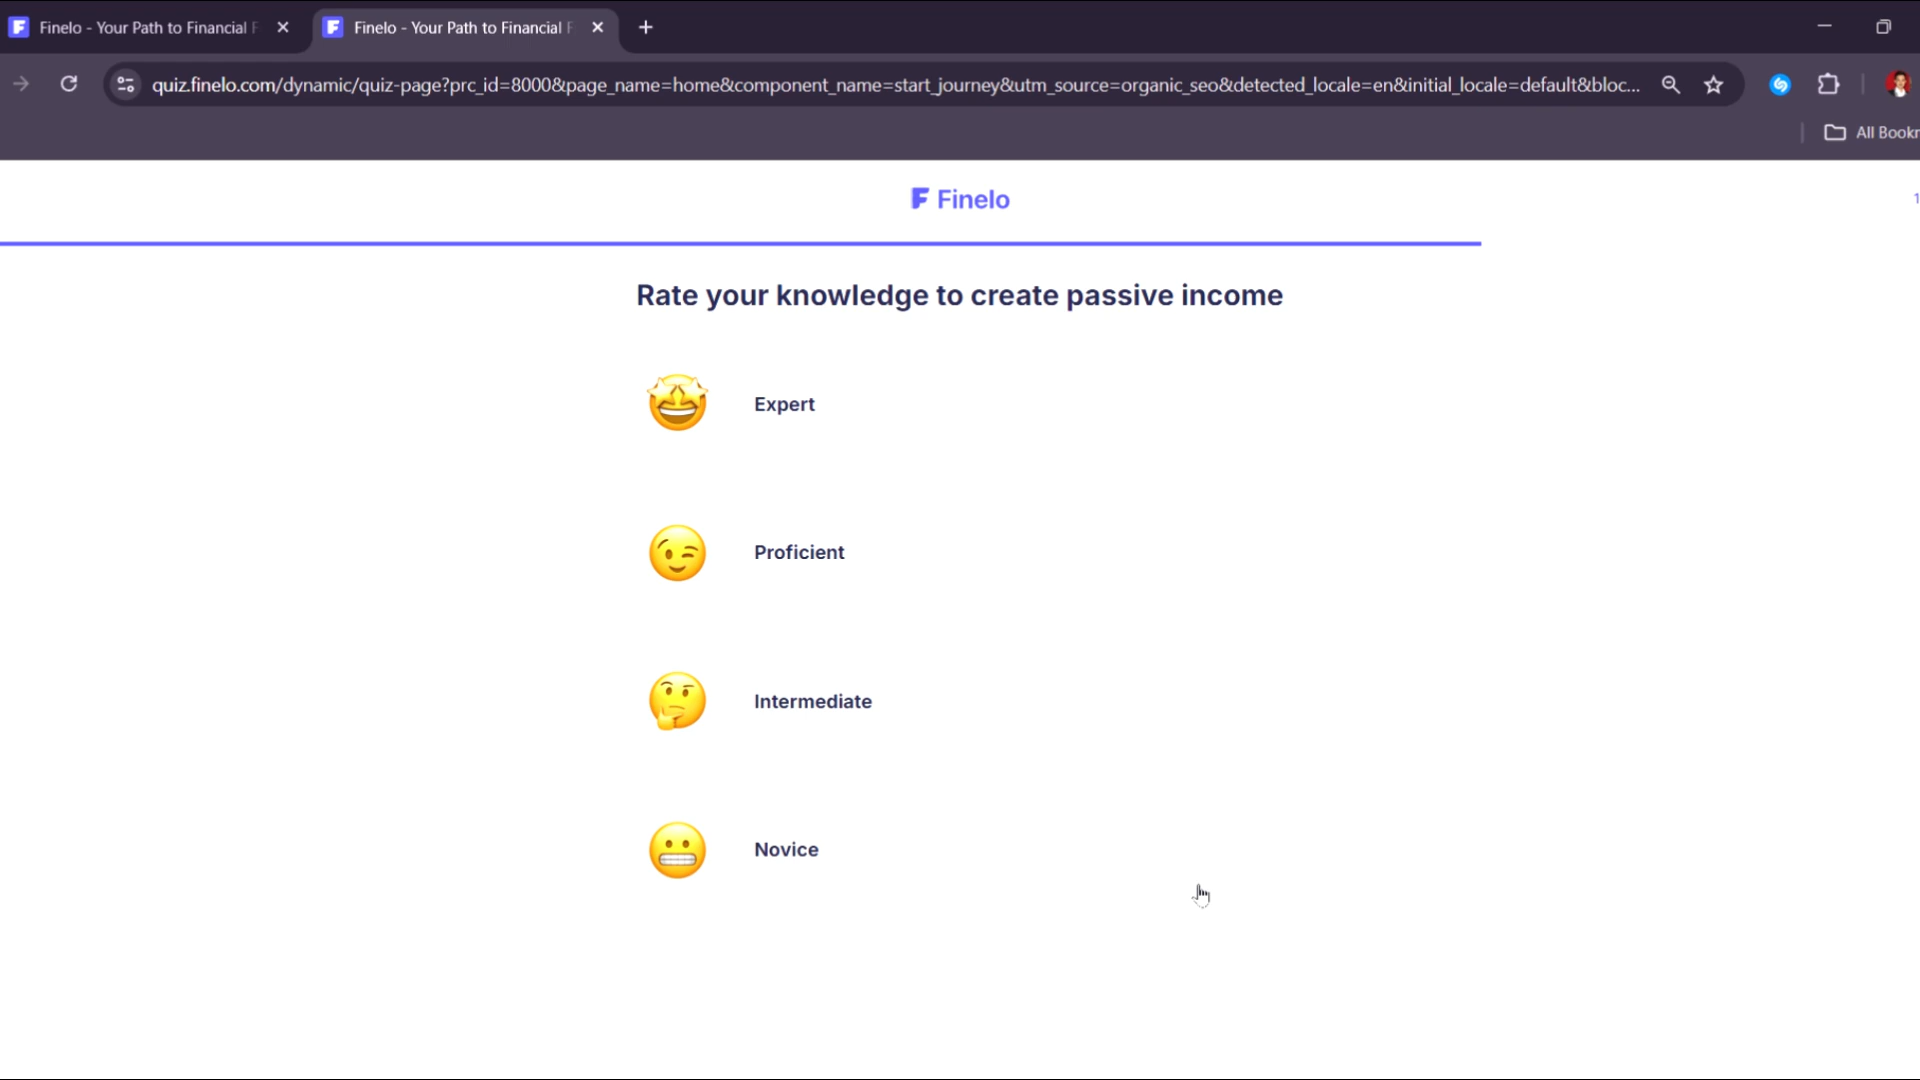 Finelo - Your Path to Financial F
Finelo - Your Path to Financial F
quiz.finelo.com/dynamic/quiz-page?prc_id=8000&page_name=home&component_name=start_journey&utm_source=organic_seo&detected_locale=en&initial_locale=default&bloc...
All Bookr
Finelo
1
Rate your knowledge to create passive income
Expert
Proficient
Intermediate
Novice